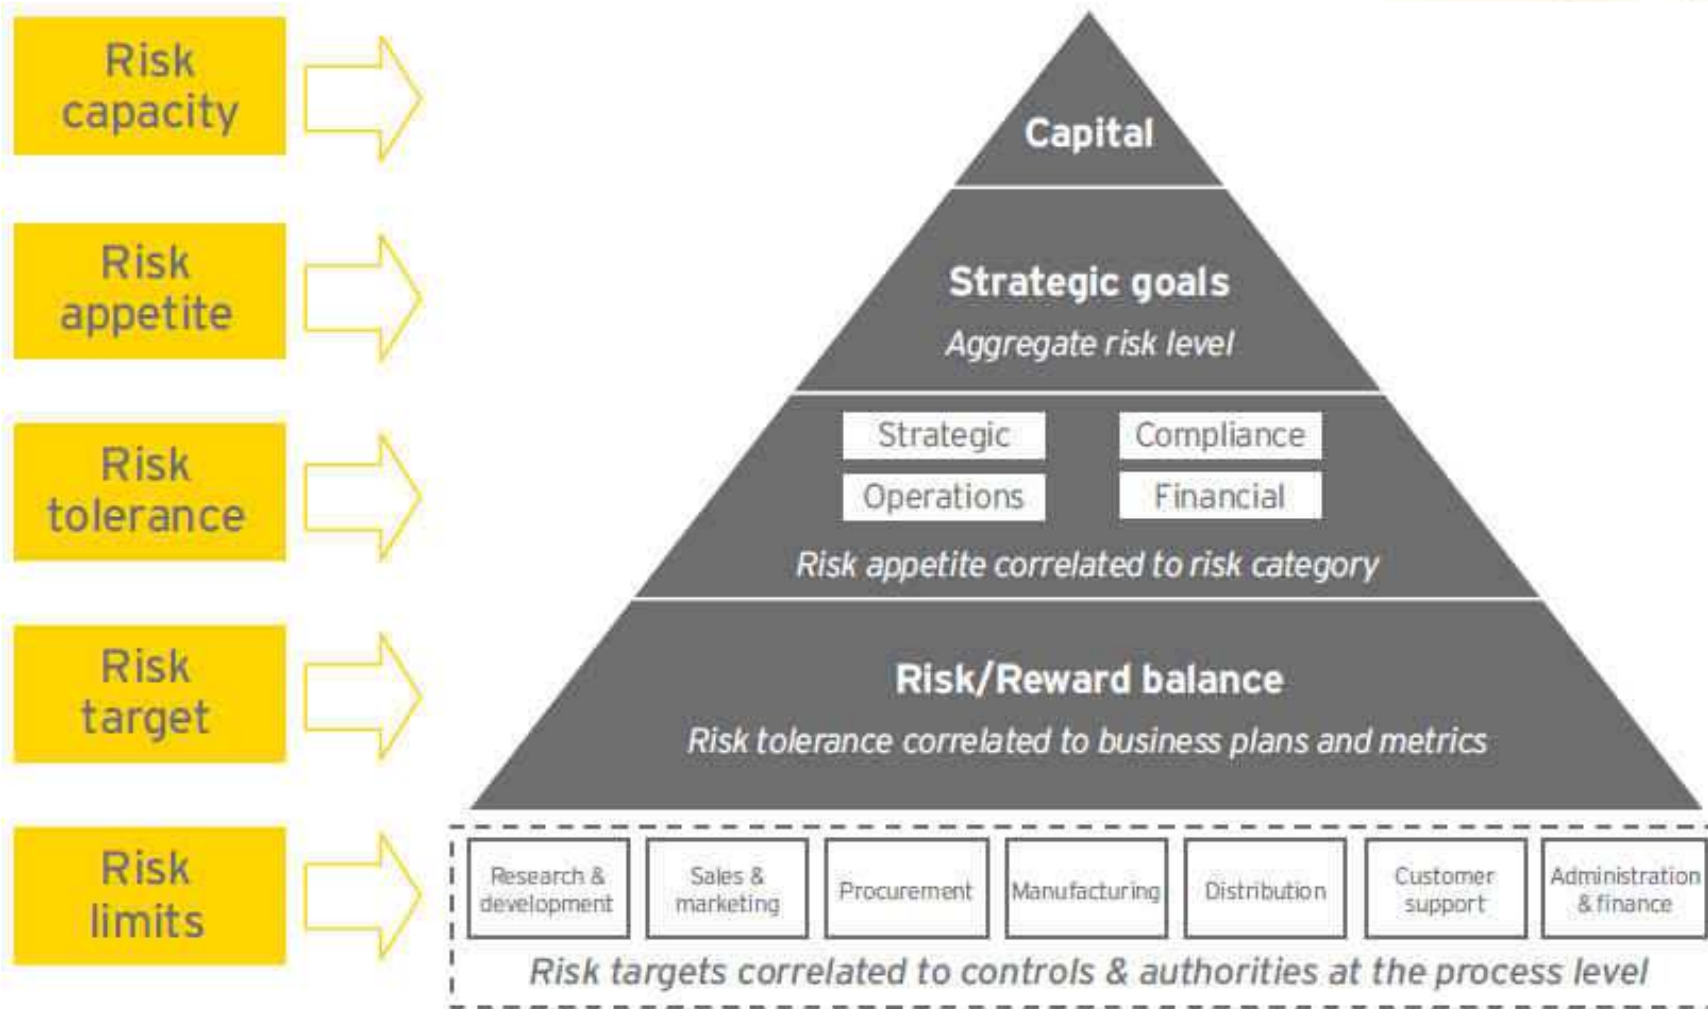 Risk
capacity
Capital
Risk
appetite
Strategic goals
Aggregate risk level
Risk
tolerance
Strategic
Compliance
Operations
Financial
Risk appetite correlated to risk category
Risk
target
Risk/Reward balance
Risk tolerance correlated to business plans and metrics
Risk
limits
Research &
development
Sales &
marketing
Procurement
Manufacturing
Distribution
Customer
support
Administration
& finance
Risk targets correlated to controls & authorities at the process level